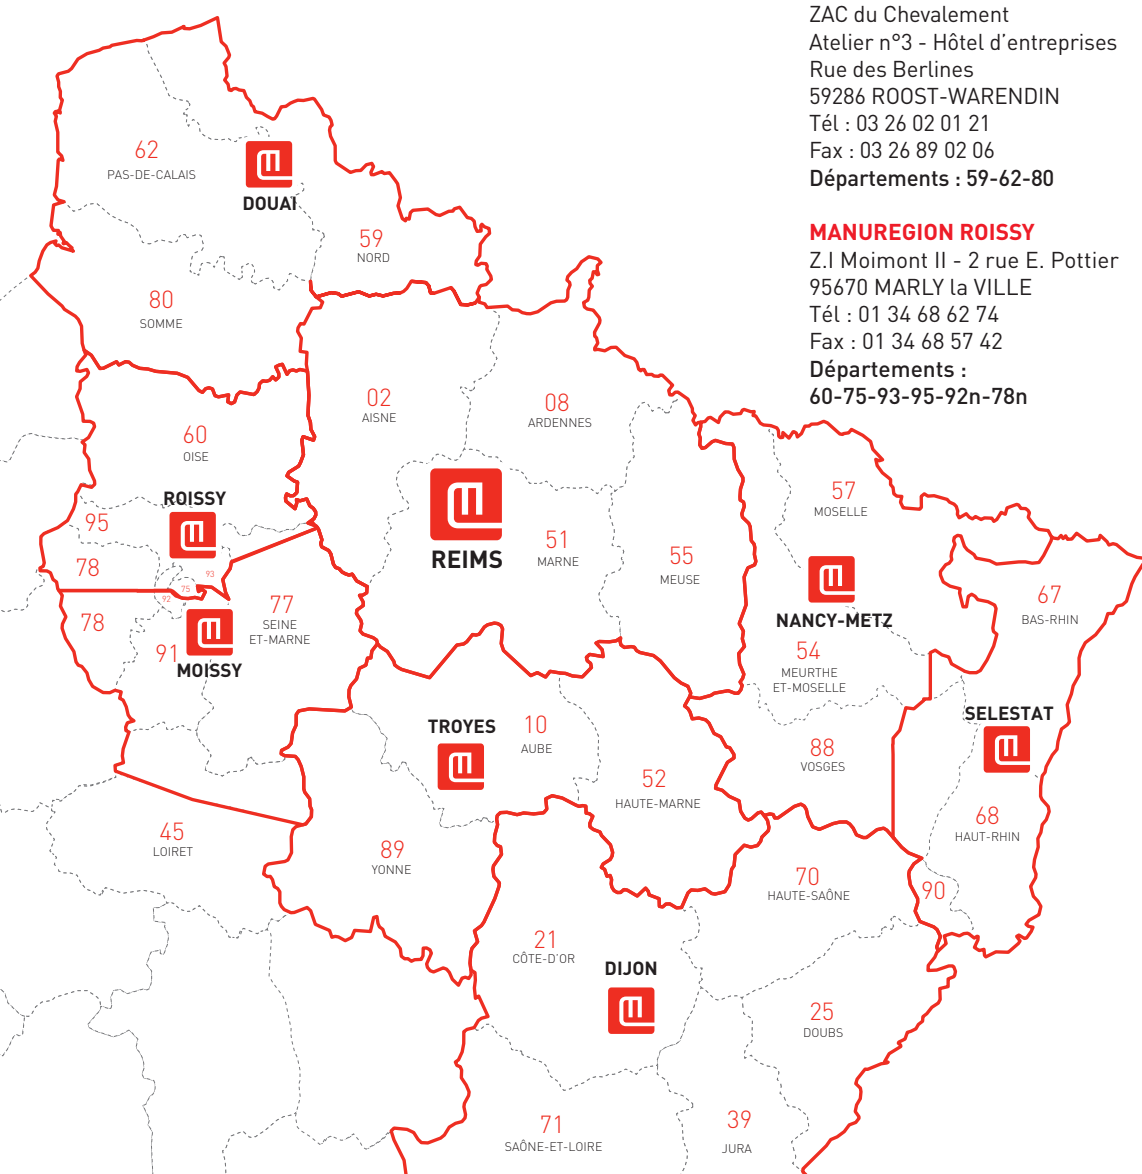 ZAC du Chevalement
Atelier n°3 - Hôtel d'entreprises
Rue des Berlines
59286 ROOST-WARENDIN
Tél : 03 26 02 01 21
Fax : 03 26 89 02 06
Départements : 59-62-80
MANUREGION ROISSY
Z.I Moimont II - 2 rue E. Pottier
95670 MARLY la VILLE
Tél : 01 34 68 62 74
Fax : 01 34 68 57 42
Départements :
60-75-93-95-92n-78n
62
PAS-DE-CALAIS
DOUAI
59
NORD
80
SOMME
02
AISNE
08
ARDENNES
60
OISE
ROISSY
95
78
93
75
92
78
91
MOISSY
77
SEINE
ET-MARNE
REIMS
51
MARNE
55
MEUSE
57
MOSELLE
NANCY-METZ
54
MEURTHE
ET-MOSELLE
67
BAS-RHIN
SELESTAT
88
VOSGES
68
HAUT-RHIN
90
TROYES
10
AUBE
52
HAUTE-MARNE
45
LOIRET
89
YONNE
70
HAUTE-SAÔNE
21
CÔTE-D'OR
DIJON
25
DOUBS
71
SAÔNE-ET-LOIRE
39
JURA